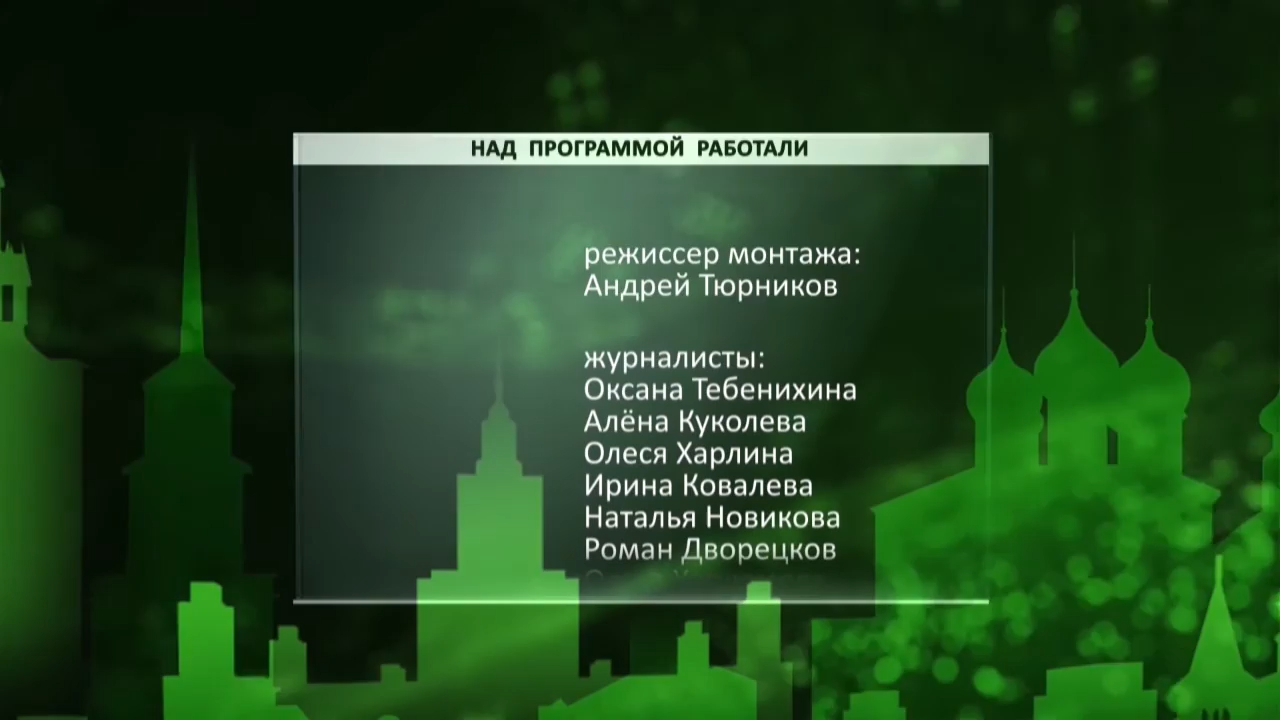 НАД ПРОГРАММОЙ РАБОТАЛИ
режиссер монтажа:
Андрей Тюрников
журналисты:
Оксана Тебенихина
Алёна Куколева
Олеся Харлина
Ирина Ковалева
Наталья Новикова
Роман Дворецков